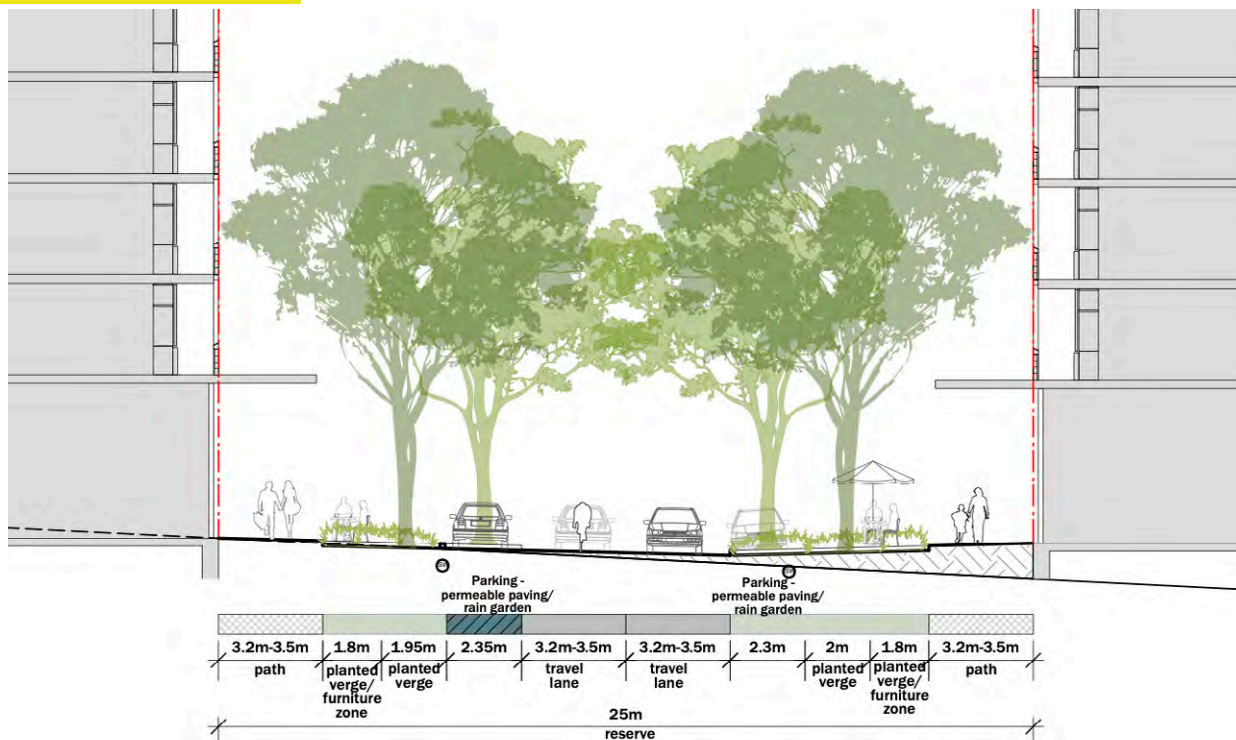 Parking -
permeable paving/
rain garden
Parking -
permeable paving/
rain garden
3.2m-3.5m 1.8m 1.95m 2.35m 3.2m-3.5m 3.2m-3.5m 2.3m 2m 1.8m 3.2m-3.5m
path
planted
verge/
furniture
zone
planted
verge
travel
lane
travel
lane
planted
verge
planted
verge/
furniture
zone
path
25m
reserve